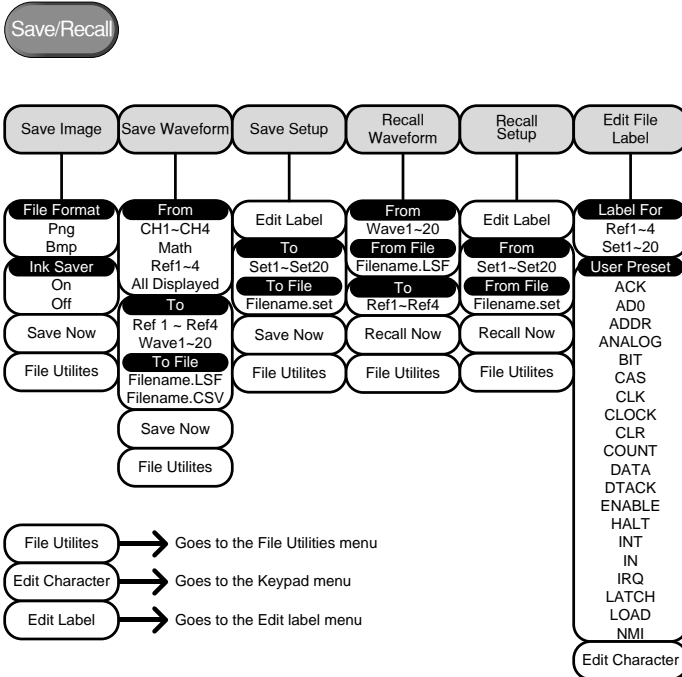 Save/Recall
Save Image
File Format
Png
Bmp
Ink Saver
On
Off
Save Now
File Utilites
Save Waveform
From
CH1~CH4
Math
Ref1~4
All Displayed
To
Ref 1 ~ Ref4
Wave1~20
To File
Filename.LSF
Filename.CSV
Save Now
File Utilites
Save Setup
Edit Label
To
Set1~Set20
To File
Filename.set
Save Now
File Utilites
Recall
Waveform
From
Wave1~20
From File
Filename.LSF
To
Ref1~Ref4
Recall Now
File Utilites
Recall
Setup
Edit Label
From
Set1~Set20
From File
Filename.set
Recall Now
File Utilites
Edit File
Label
Label For
Ref1~4
Set1~20
User Preset
ACK
AD0
ADDR
ANALOG
BIT
CAS
CLK
CLOCK
CLR
COUNT
DATA
DTACK
ENABLE
HALT
INT
IN
IRQ
LATCH
LOAD
NMI
Edit Character
File Utilites Goes to the File Utilities menu
Edit Character Goes to the Keypad menu
Edit Label Goes to the Edit label menu